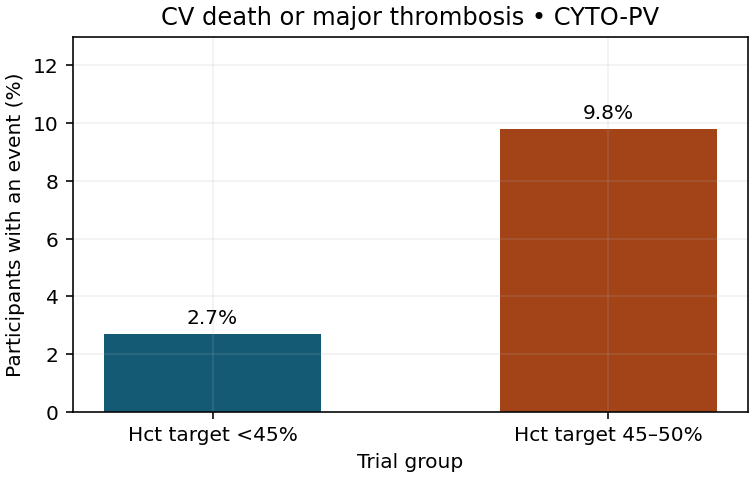 CV death or major thrombosis • CYTO-PV
Participants with an event (%)
12
10
8
6
4
2
0
2.7%
9.8%
Hct target <45%
Hct target 45–50%
Trial group